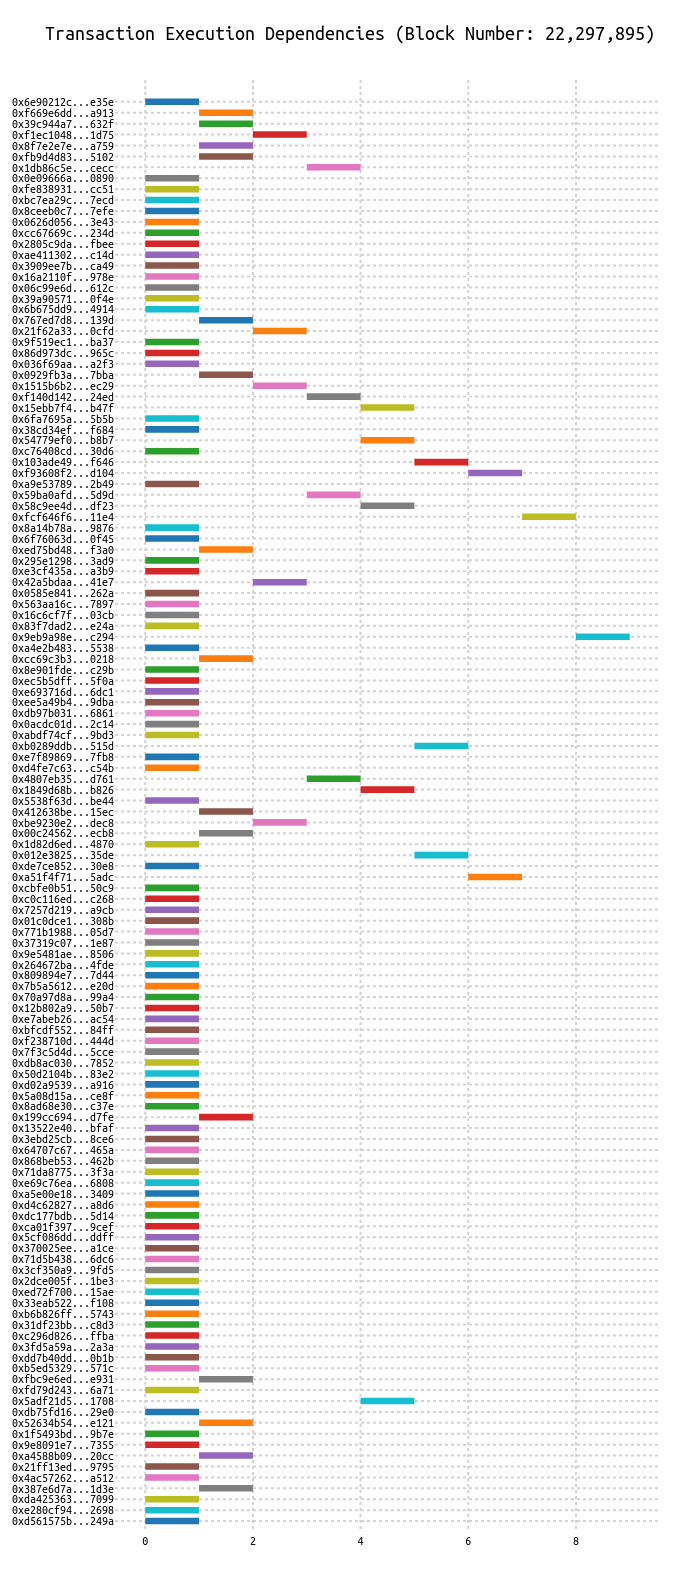 Transaction Execution Dependencies (Block Number: 22,297,895)
0x6e90212c...e35e
0xf669e6dd...a913
0x39c944a7...632f
0xf1ec1048...1d75
0x8f7e2e7e...a759
0xfb9d4d83...5102
0x1db86c5e...cecc
0x0e09666a...0890
0xfe838931...cc51
0xbc7ea29c...7ecd
0x8ceeb0c7...7efe
0x0626d056...3e43
0xcc67669c...234d
0x2805c9da...fbee
0xae411302...c14d
0x3909ee7b...ca49
0x16a2110f...978e
0x06c99e6d...612c
0x39a90571...0f4e
0x6b675dd9...4914
0x767ed7d8...139d
0x21f62a33...0cfd
0x9f519ec1...ba37
0x86d973dc...965c
0x036f69aa...a2f3
0x0929fb3a...7bba
0x1515b6b2...ec29
0xf140d142...24ed
0x15ebb7f4...b47f
0x6fa7695a...5b5b
0x38cd34ef...f684
0x54779ef0...b8b7
0xc76408cd...30d6
0x103ade49...f646
0xf93608f2...d104
0xa9e53789...2b49
0x59ba0afd...5d9d
0x58c9ee4d...df23
0xfcf646f6...11e4
0x8a14b78a...9876
0x6f76063d...0f45
0xed75bd48...f3a0
0x295e1298...3ad9
0xe3cf435a...a3b9
0x42a5bdaa...41e7
0x0585e841...262a
0x563aa16c...7897
0x16c6cf7f...03cb
0x83f7dad2...e24a
0x9eb9a98e...c294
0xa4e2b483...5538
0xcc69c3b3...0218
0x8e901fde...c29b
0xec5b5dff...5f0a
0xe693716d...6dc1
0xee5a49b4...9dba
0xdb97b031...6861
0x0acdc01d...2c14
0xabdf74cf...9bd3
0xb0289ddb...515d
0xe7f89869...7fb8
0xd4fe7c63...c54b
0x4807eb35...d761
0x1849d68b...b826
0x5538f63d...be44
0x412638be...15ec
0xbe9230e2...dec8
0x00c24562...ecb8
0x1d82d6ed...4870
0x012e3825...35de
0xde7ce852...30e8
0xa51f4f71...5adc
0xcbfe0b51...50c9
0xc0c116ed...c268
0x7257d219...a9cb
0x01c0dce1...308b
0x771b1988...05d7
0x37319c07...1e87
0x9e5481ae...8506
0x264672ba...4fde
0x809894e7...7d44
0x7b5a5612...e20d
0x70a97d8a...99a4
0x12b802a9...50b7
0xe7abeb26...ac54
0xbfcdf552...84ff
0xf238710d...444d
0x7f3c5d4d...5cce
0xdb8ac030...7852
0x50d2104b...83e2
0xd02a9539...a916
0x5a08d15a...ce8f
0x8ad68e30...c37e
0x199cc694...d7fe
0x13522e40...bfaf
0x3ebd25cb...8ce6
0x64707c67...465a
0x868beb53...462b
0x71da8775...3f3a
0xe69c76ea...6808
0xa5e00e18...3409
0xd4c62827...a8d6
0xdc177bdb...5d14
0xca01f397...9cef
0x5cf086dd...ddff
0x370025ee...a1ce
0x71d5b438...6dc6
0x3cf350a9...9fd5
0x2dce005f...1be3
0xed72f700...15ae
0x33eab522...f108
0xb6b826ff...5743
0x31df23bb...c8d3
0xc296d826...ffba
0x3fd5a59a...2a3a
0xdd7b40dd...0b1b
0xb5ed5329...571c
0xfbc9e6ed...e931
0xfd79d243...6a71
0x5adf21d5...1708
0xdb75fd16...29e0
0x52634b54...e121
0x1f5493bd...9b7e
0x9e8091e7...7355
0xa4588b09...20cc
0x21ff13ed...9795
0x4ac57262...a512
0x387e6d7a...1d3e
0xda425363...7099
0xe280cf94...2698
0xd561575b...249a
0 2 4 6 8